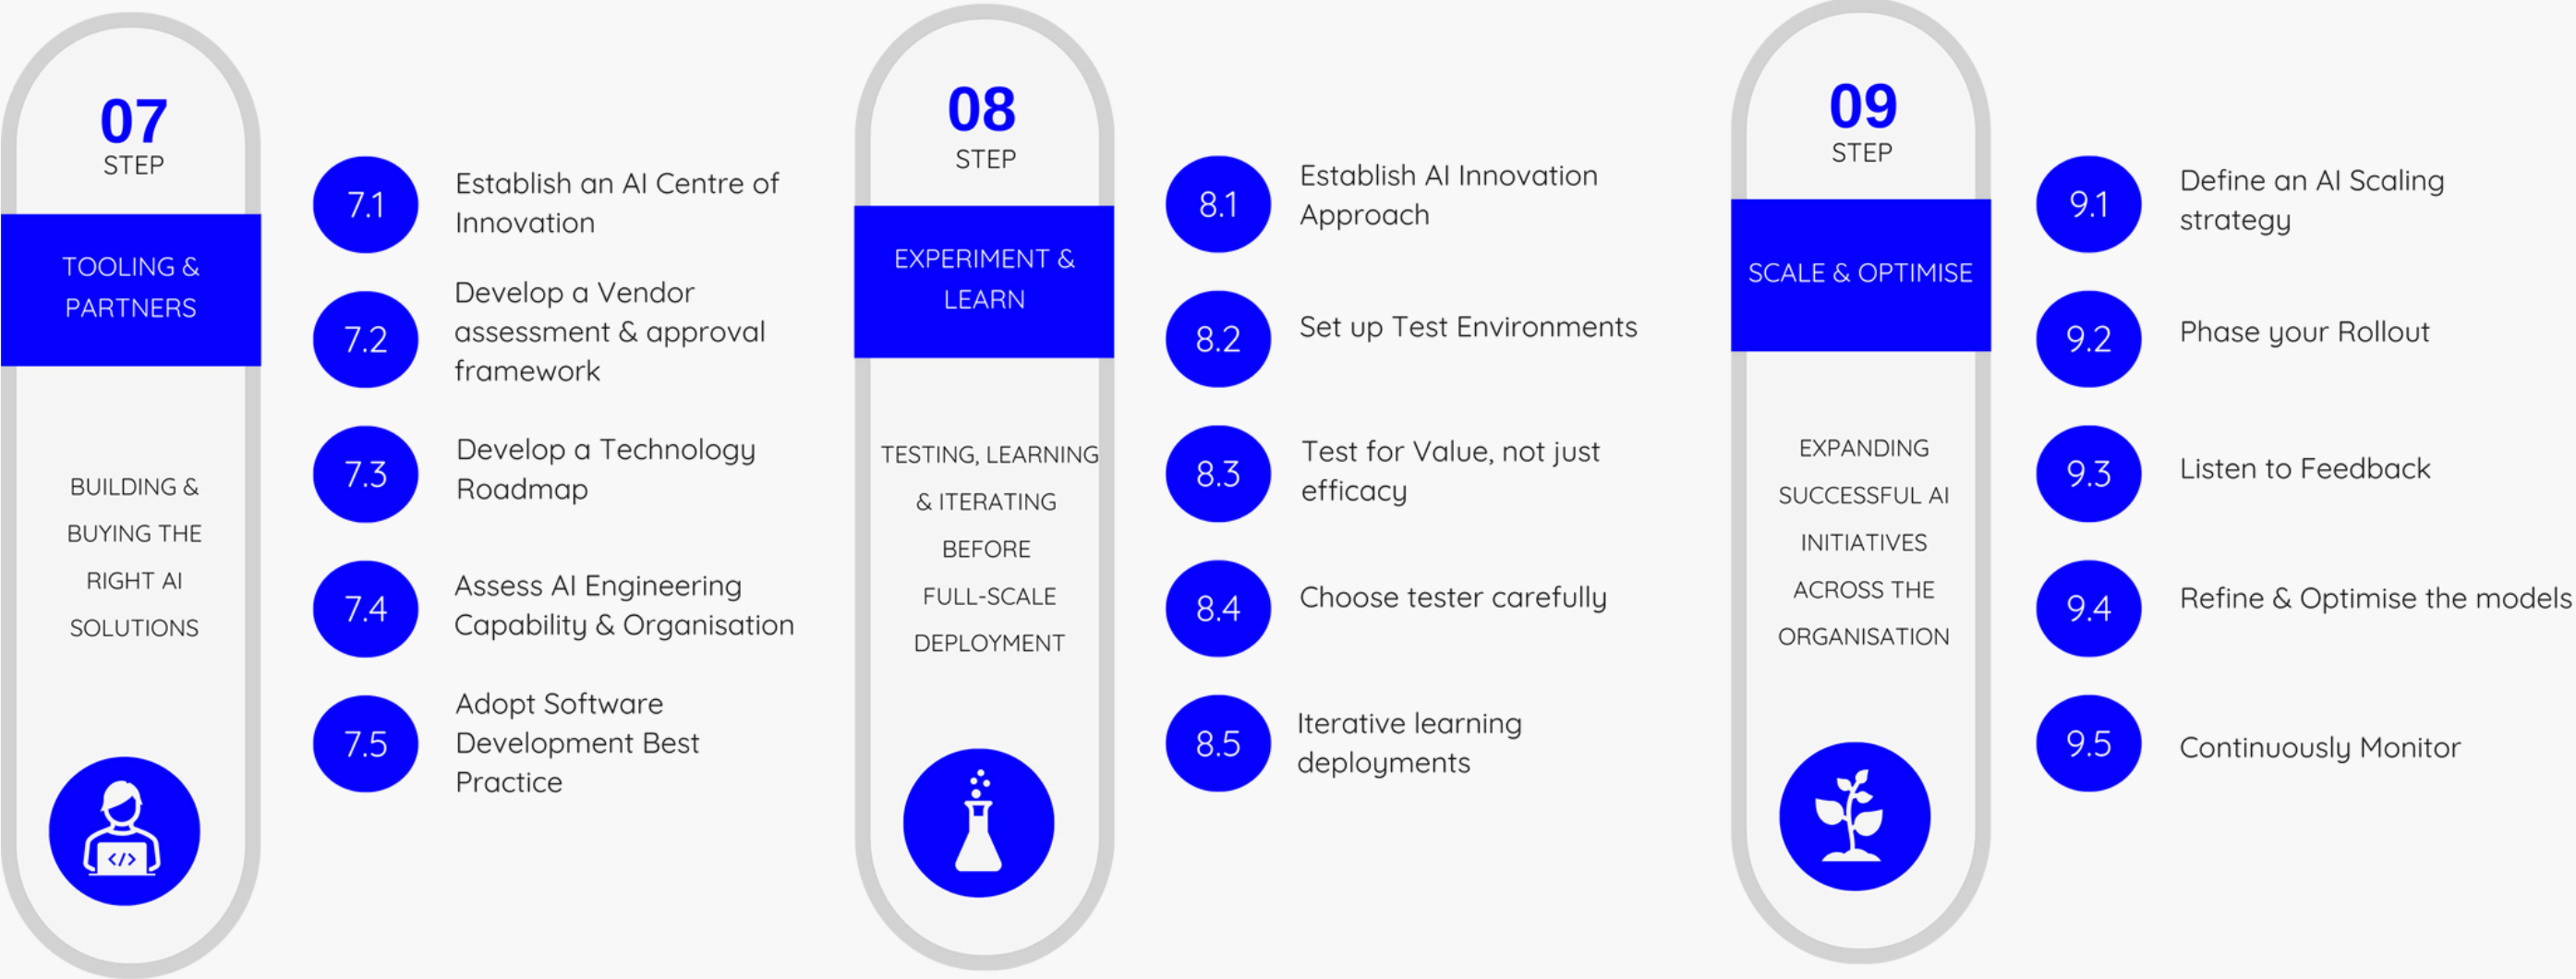 07
STEP
TOOLING &
PARTNERS
BUILDING &
BUYING THE
RIGHT AI
SOLUTIONS
</>
7.1
Establish an AI Centre of
Innovation
7.2
Develop a Vendor
assessment & approval
framework
7.3
Develop a Technology
Roadmap
7.4
Assess AI Engineering
Capability & Organisation
7.5
Adopt Software
Development Best
Practice
08
STEP
EXPERIMENT &
LEARN
TESTING, LEARNING
& ITERATING
BEFORE
FULL-SCALE
DEPLOYMENT
8.1
Establish AI Innovation
Approach
8.2
Set up Test Environments
8.3
Test for Value, not just
efficacy
8.4
Choose tester carefully
8.5
Iterative learning
deployments
09
STEP
SCALE & OPTIMISE
EXPANDING
SUCCESSFUL AI
INITIATIVES
ACROSS THE
ORGANISATION
9.1
Define an AI Scaling
strategy
9.2
Phase your Rollout
9.3
Listen to Feedback
9.4
Refine & Optimise the models
9.5
Continuously Monitor